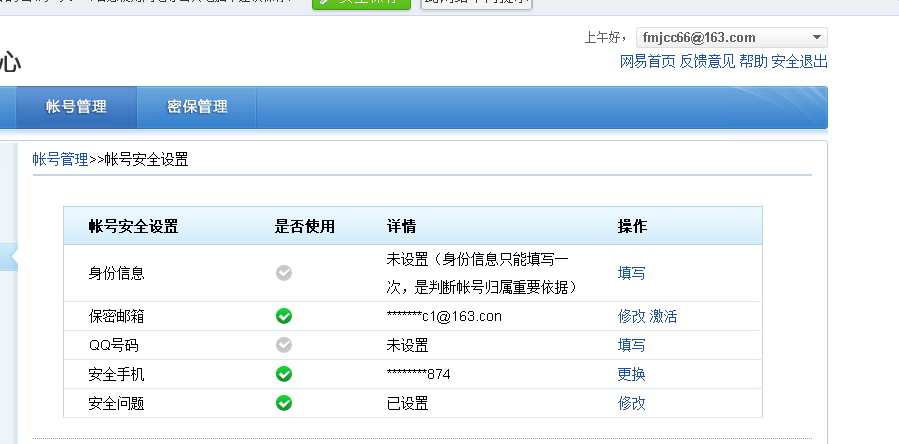 安全保存
上午好， fmjcc66@163.com
心
网易首页 反馈意见 帮助 安全退出
帐号管理 密保管理
帐号管理>>帐号安全设置
帐号安全设置 是否使用 详情 操作
身份信息 未设置（身份信息只能填写一 填写
次，是判断帐号归属重要依据）
保密邮箱 *******c1@163.con 修改 激活
QQ号码 未设置 填写
安全手机 ********874 更换
安全问题 已设置 修改